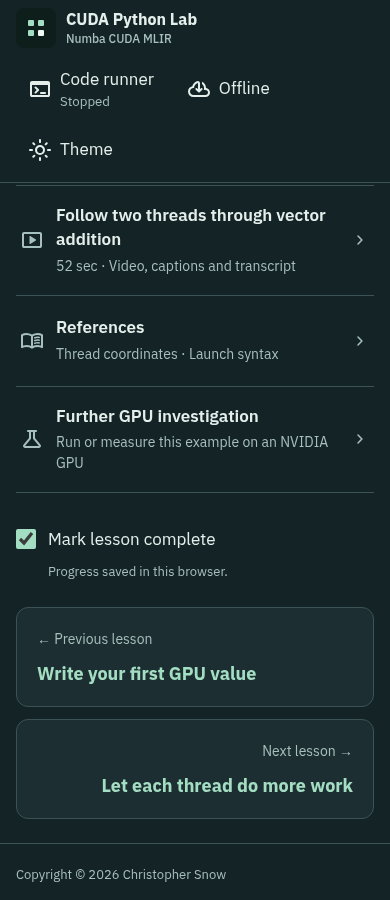 CUDA Python Lab
Numba CUDA MLIR
Code runner
Stopped
Offline
Theme
Follow two threads through vector
addition
52 sec · Video, captions and transcript
References
Thread coordinates · Launch syntax
Further GPU investigation
Run or measure this example on an NVIDIA
GPU
Mark lesson complete
Progress saved in this browser.
← Previous lesson
Write your first GPU value
Next lesson →
Let each thread do more work
Copyright © 2026 Christopher Snow